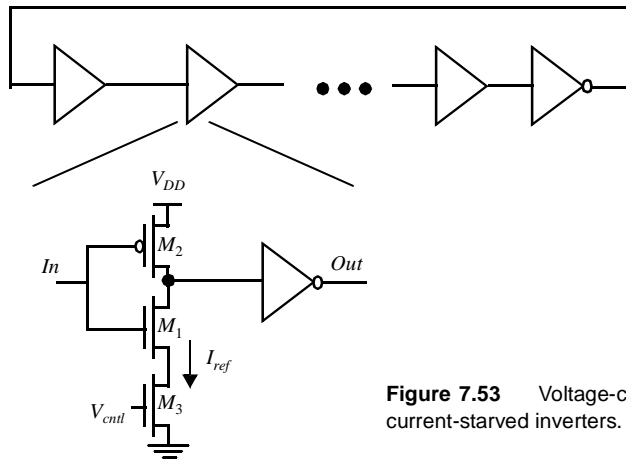 V_DD
In
M_2
Out
M_1
I_ref
V_cntl
M_3
Figure 7.53 Voltage-c
current-starved inverters.